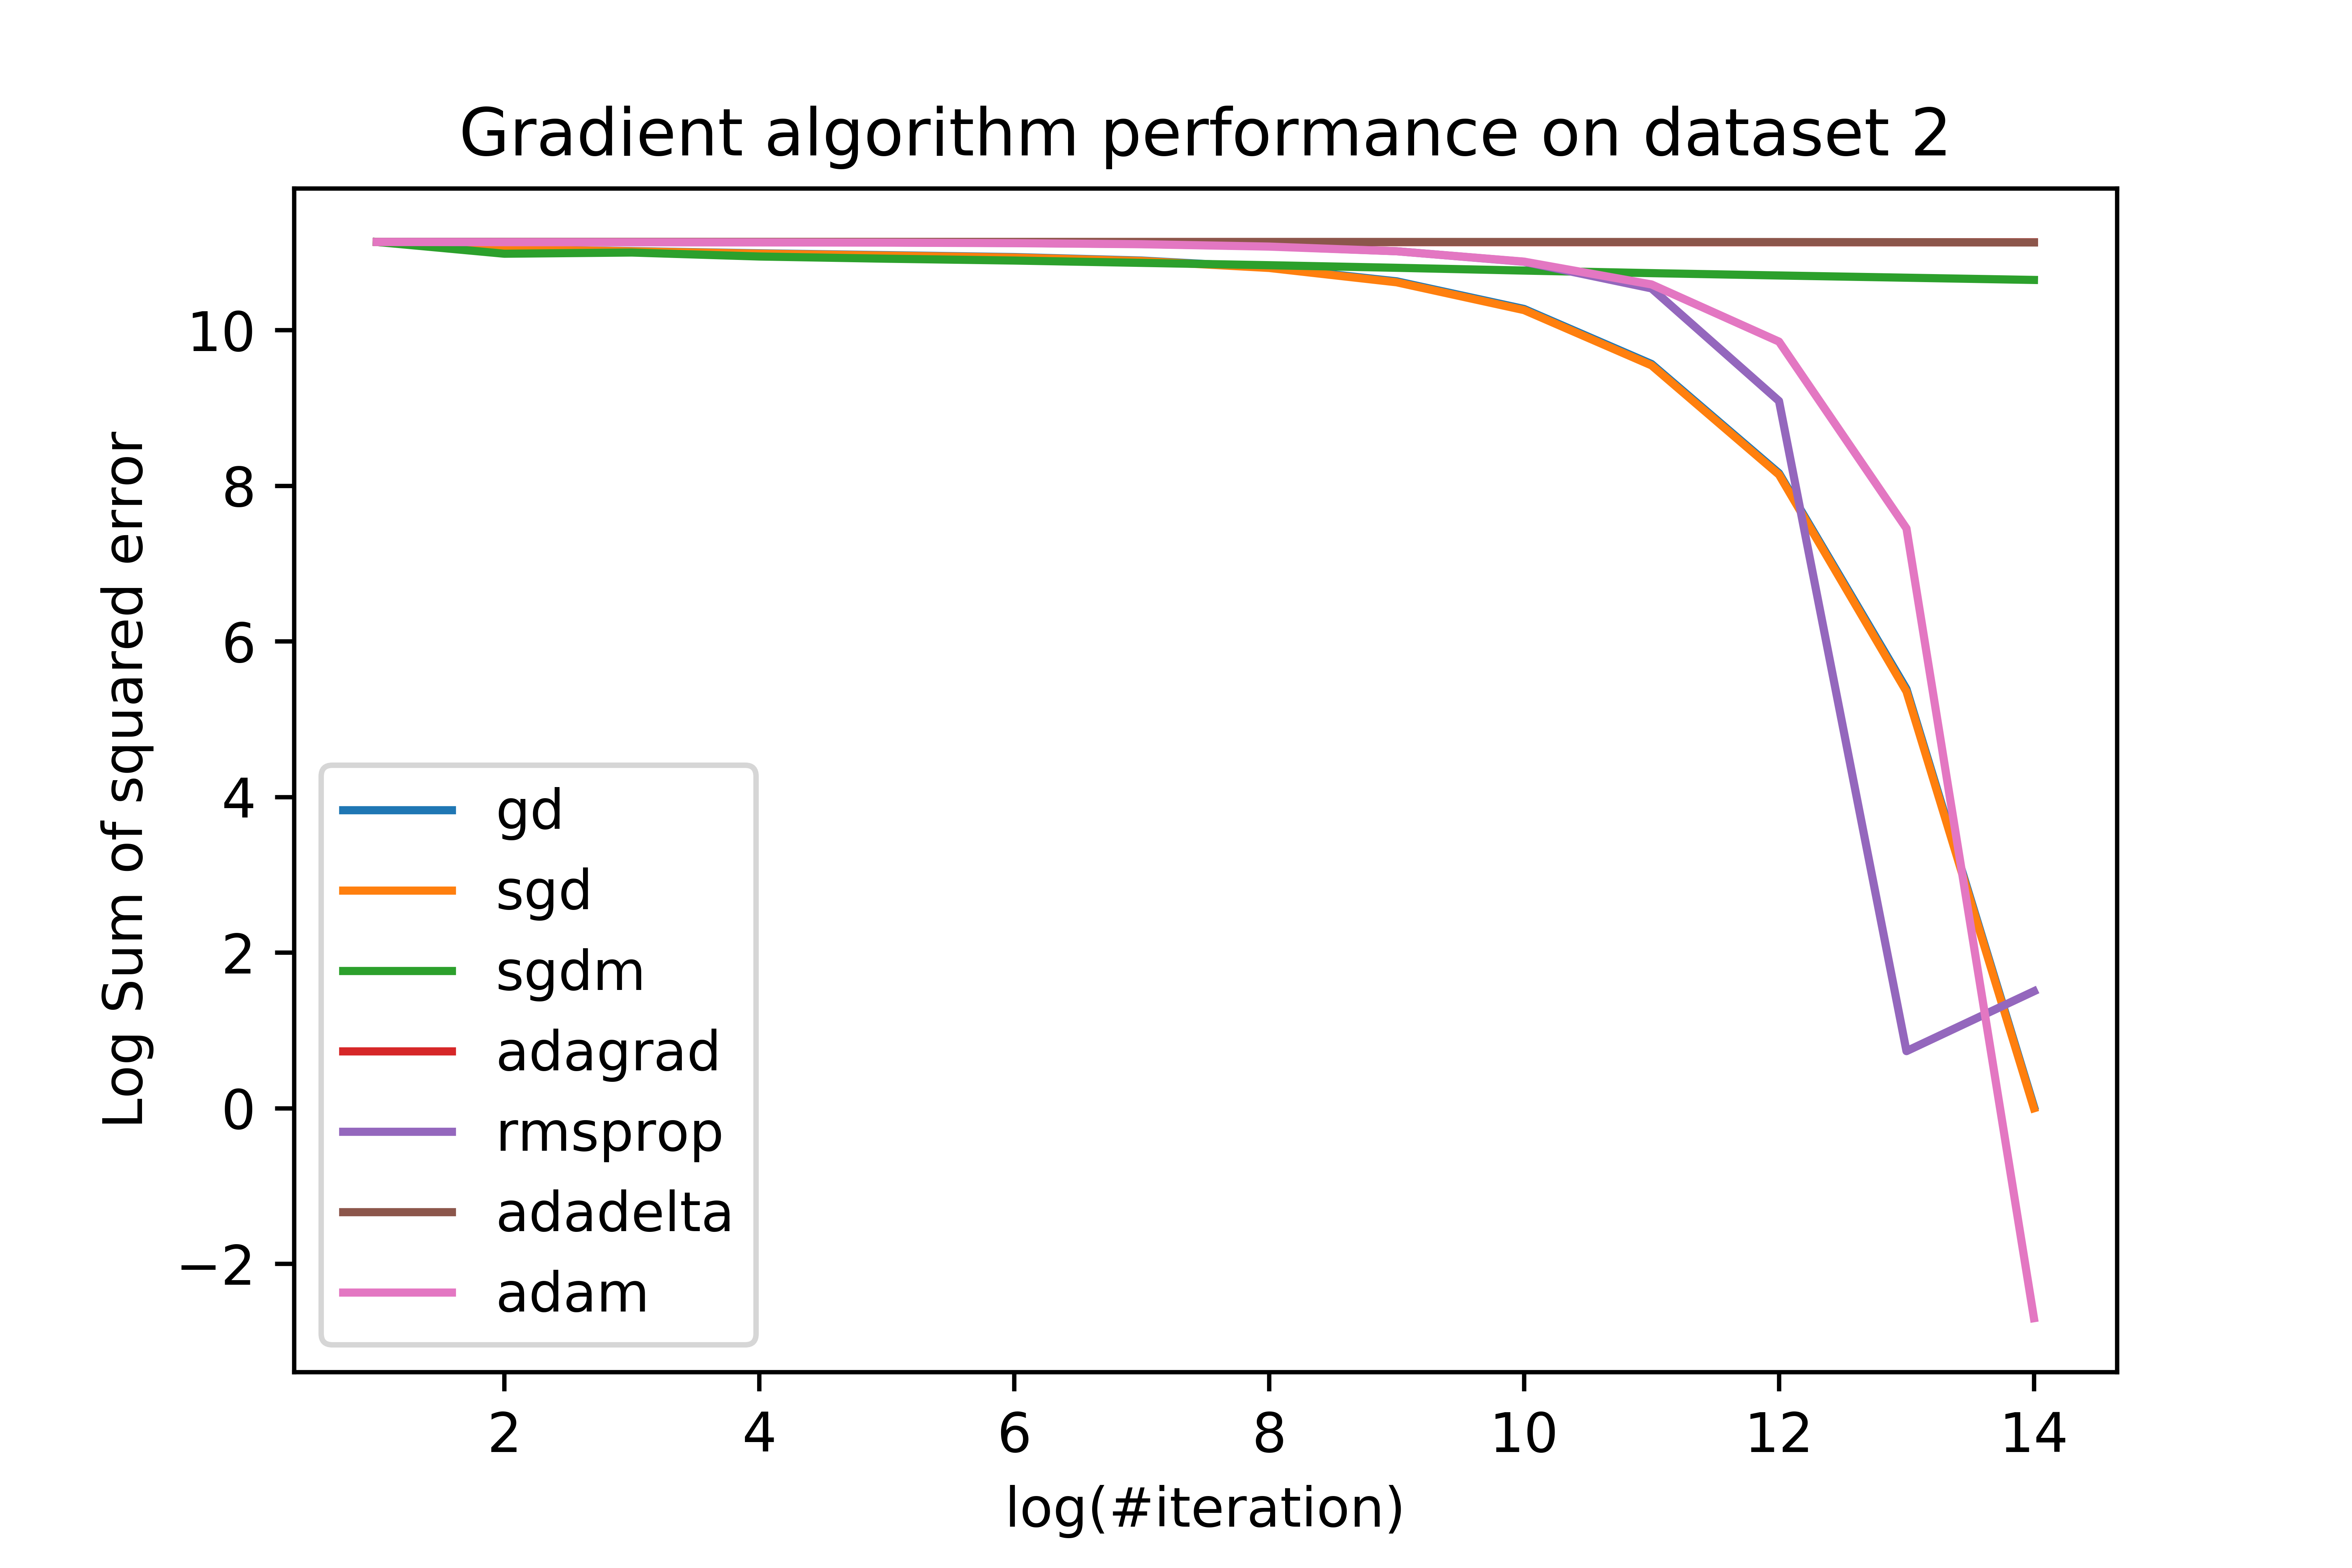 Gradient algorithm performance on dataset 2
Log Sum of squared error
10
8
6
4
2
0
−2
gd
sgd
sgdm
adagrad
rmsprop
adadelta
adam
2 4 6 8 10 12 14
log(#iteration)